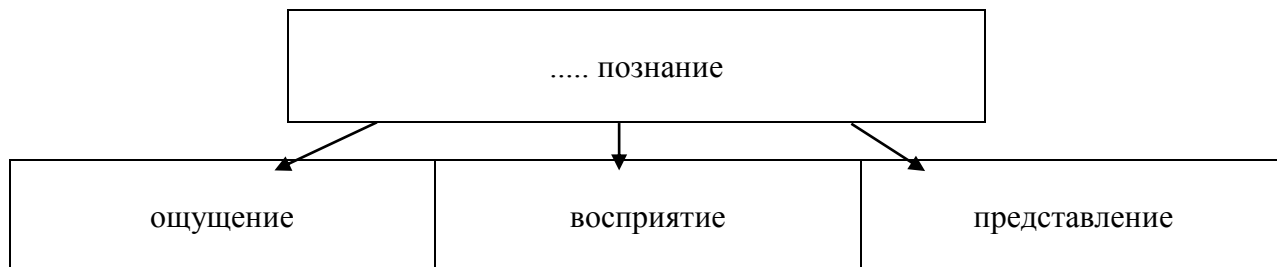 ..... познание
ощущение
восприятие
представление